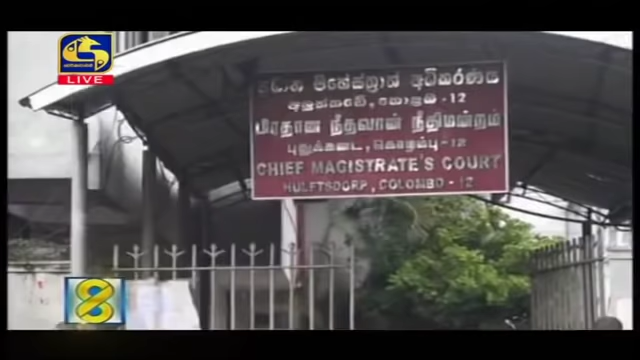 LIVE
ප්‍රධාන මහේස්ත්‍රාත් අධිකරණය
අලුත්කඩේ, කොළඹ - 12
பிரதான நீதவான் நீதிமன்றம்
புதுக்கடை, கொழும்பு - 12
CHIEF MAGISTRATE'S COURT
HULFTSDORP, COLOMBO - 12
8